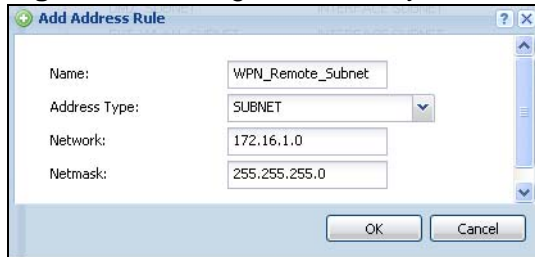 Add Address Rule
Name: WPN_Remote_Subnet
Address Type: SUBNET
Network: 172.16.1.0
Netmask: 255.255.255.0
OK Cancel